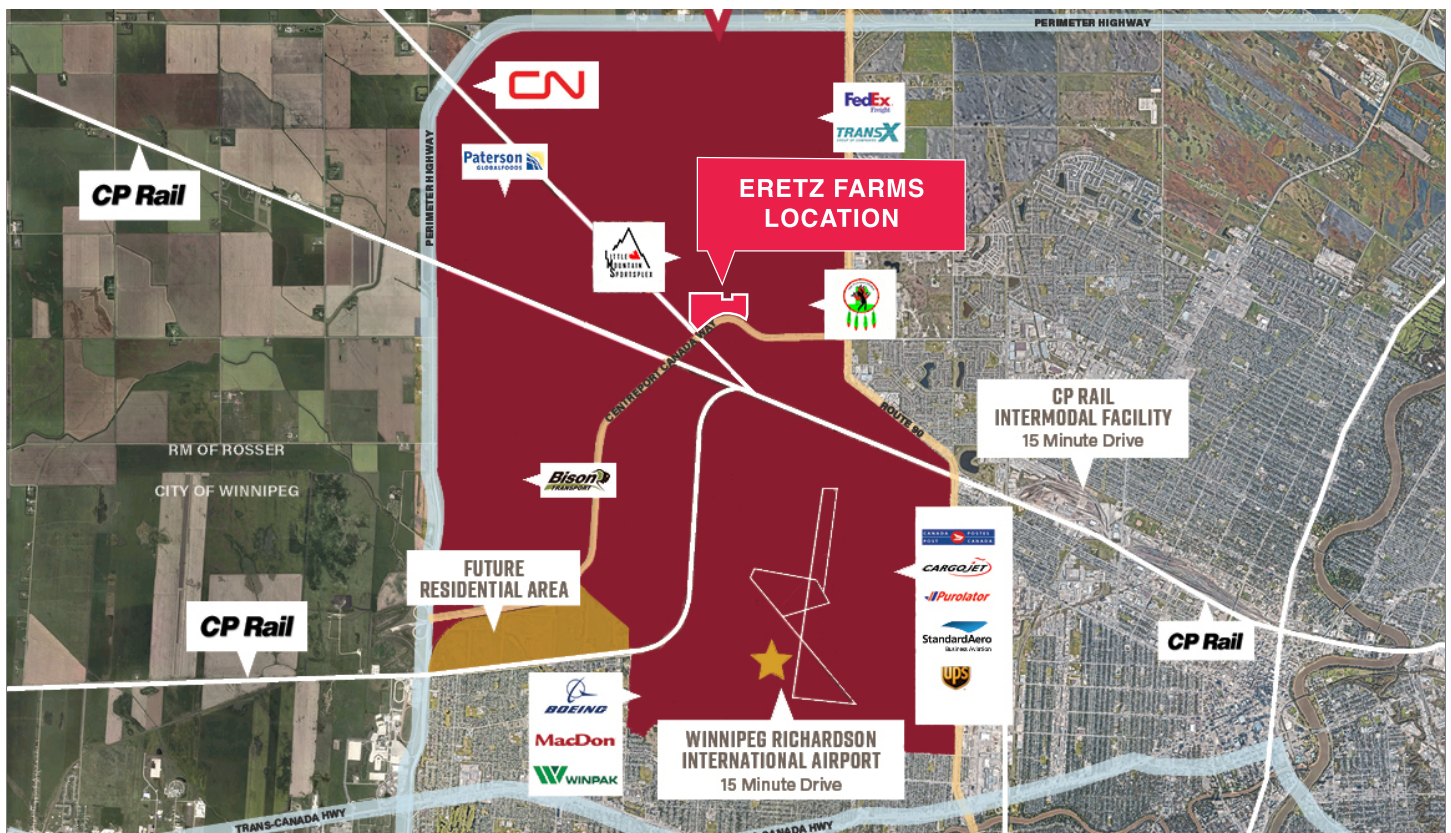 PERIMETER HIGHWAY
CN
FedEx
Freight
TRANSX
PERIMETER HIGHWAY
Paterson
GLOBALFOODS
CP Rail
ERETZ FARMS
LOCATION
LITTLE
MOUNTAIN
SPORTSPLEX
CENTREPORT CANADA WAY
CP RAIL
INTERMODAL FACILITY
15 Minute Drive
ROUTE 90
RM OF ROSSER
CITY OF WINNIPEG
Bison
TRANSPORT
CANADA POSTES
POST CANADA
CARGOJET
Purolator
StandardAero
Business Aviation
ups
FUTURE
RESIDENTIAL AREA
CP Rail
CP Rail
BOEING
MacDon
WINPAK
WINNIPEG RICHARDSON
INTERNATIONAL AIRPORT
15 Minute Drive
TRANS-CANADA HWY
CANADA HWY